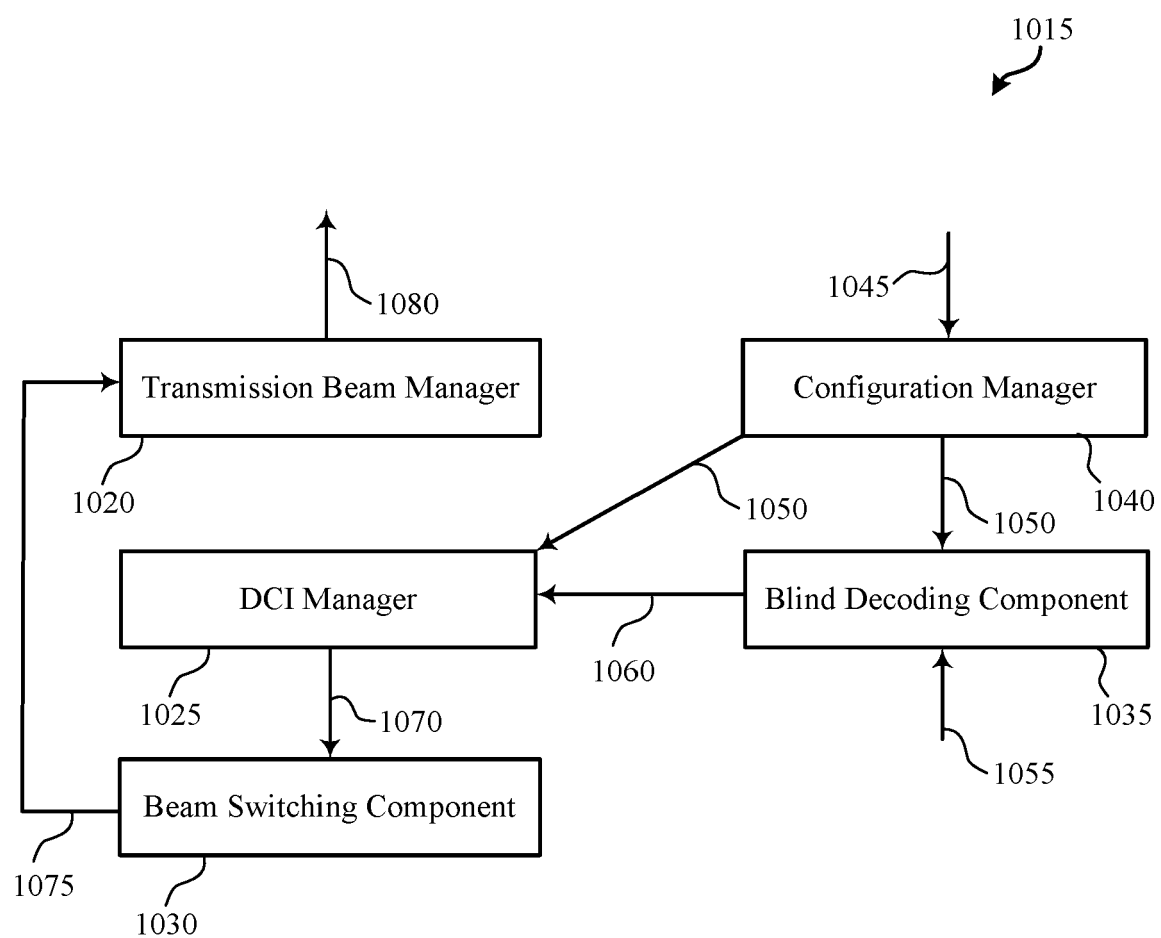 1015
1045
1080
Transmission Beam Manager
Configuration Manager
1020
1050
1050
1040
DCI Manager
Blind Decoding Component
1060
1025
1070
1035
1055
Beam Switching Component
1075
1030